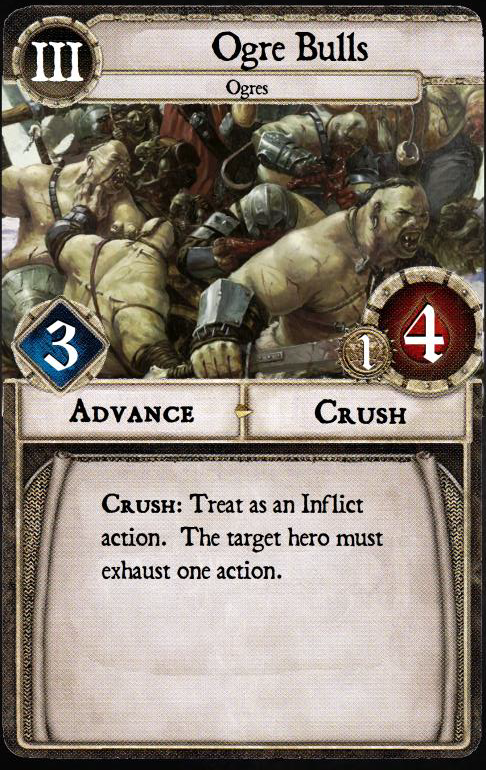 III
Ogre Bulls
Ogres
3
1
4
Advance
Crush
Crush: Treat as an Inflict
action. The target hero must
exhaust one action.